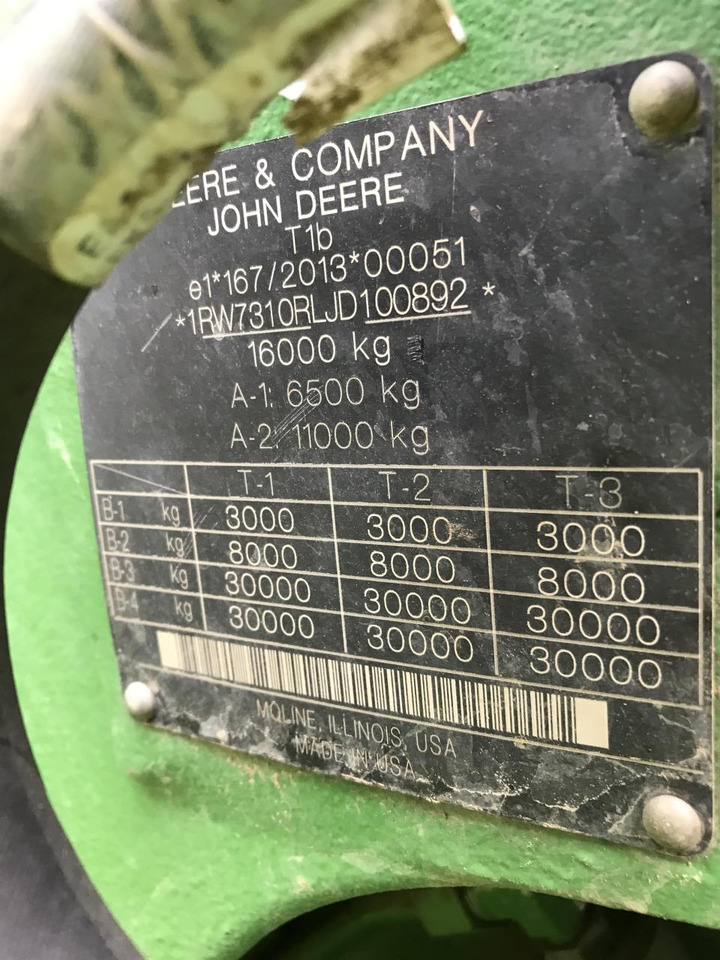 EERE & COMPANY
JOHN DEERE
T1b
e1*167/2013*00051
*1RW7310RLJD100892*
16000 kg
A-1: 6500 kg
A-2: 11000 kg
T-1 T-2 T-3
B-1 kg 3000 3000 3000
B-2 kg 8000 8000 8000
B-3 Kg 30000 30000 30000
B-4 kg 30000 30000 30000
MOLINE, ILLINOIS, USA
MADE IN USA